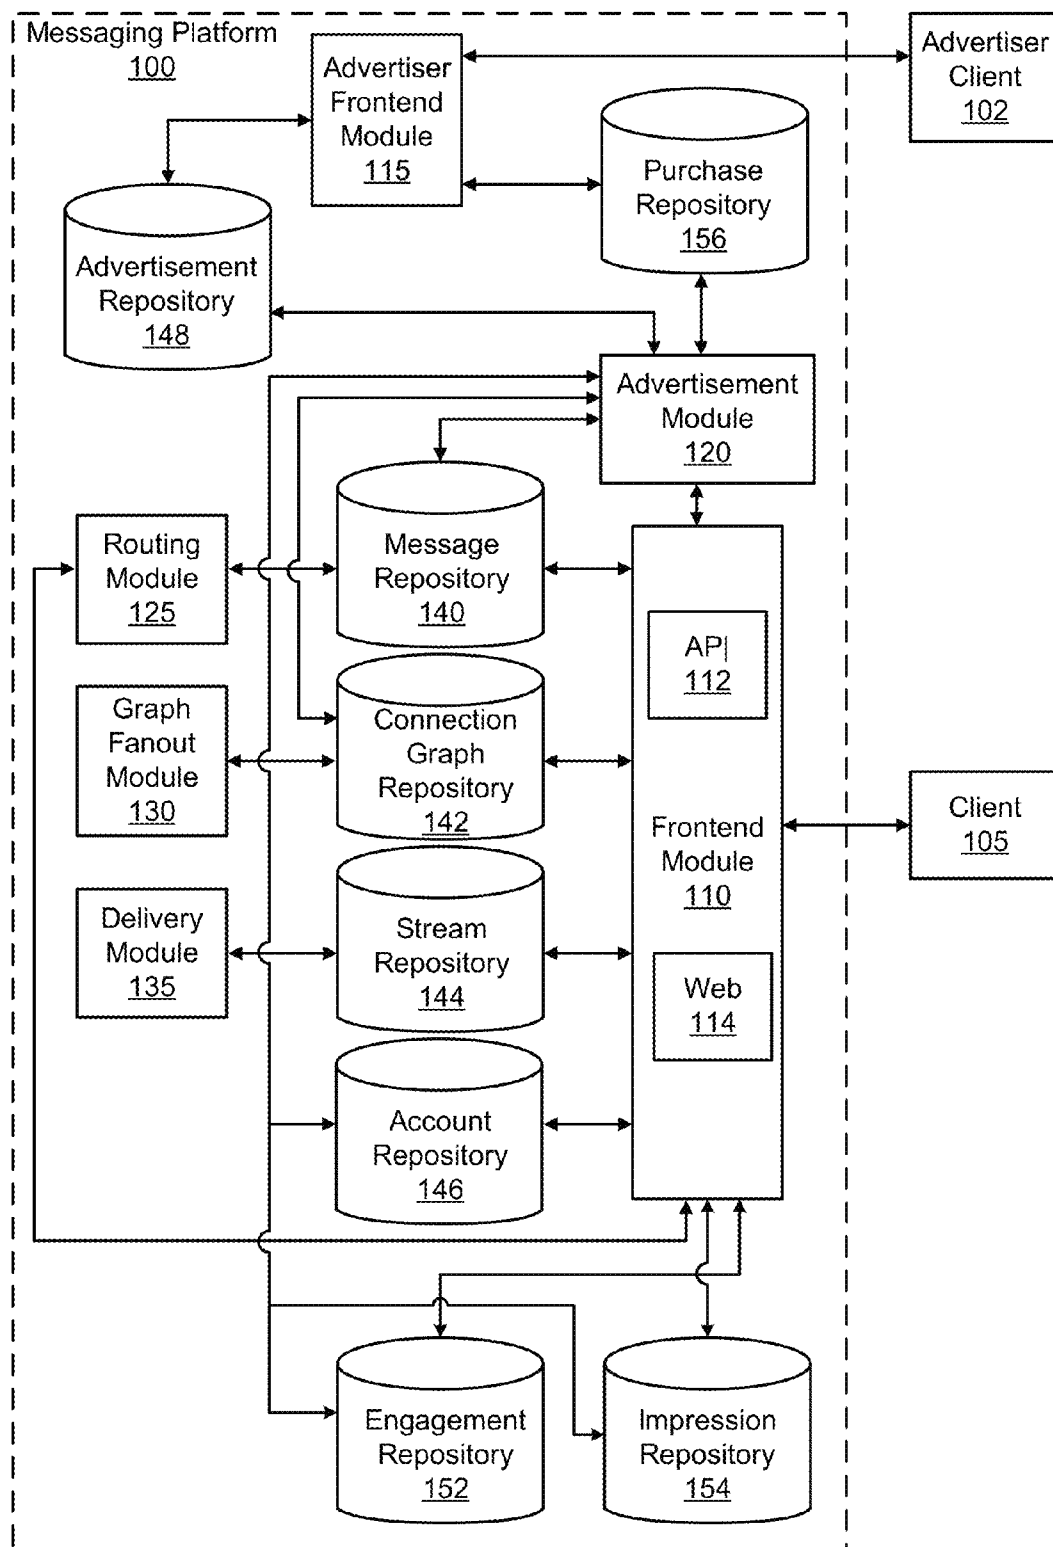 Messaging Platform
100
Advertiser
Frontend
Module
115
Advertiser
Client
102
Purchase
Repository
156
Advertisement
Repository
148
Advertisement
Module
120
Routing
Module
125
Message
Repository
140
API
112
Graph
Fanout
Module
130
Connection
Graph
Repository
142
Frontend
Module
110
Client
105
Delivery
Module
135
Stream
Repository
144
Web
114
Account
Repository
146
Engagement
Repository
152
Impression
Repository
154